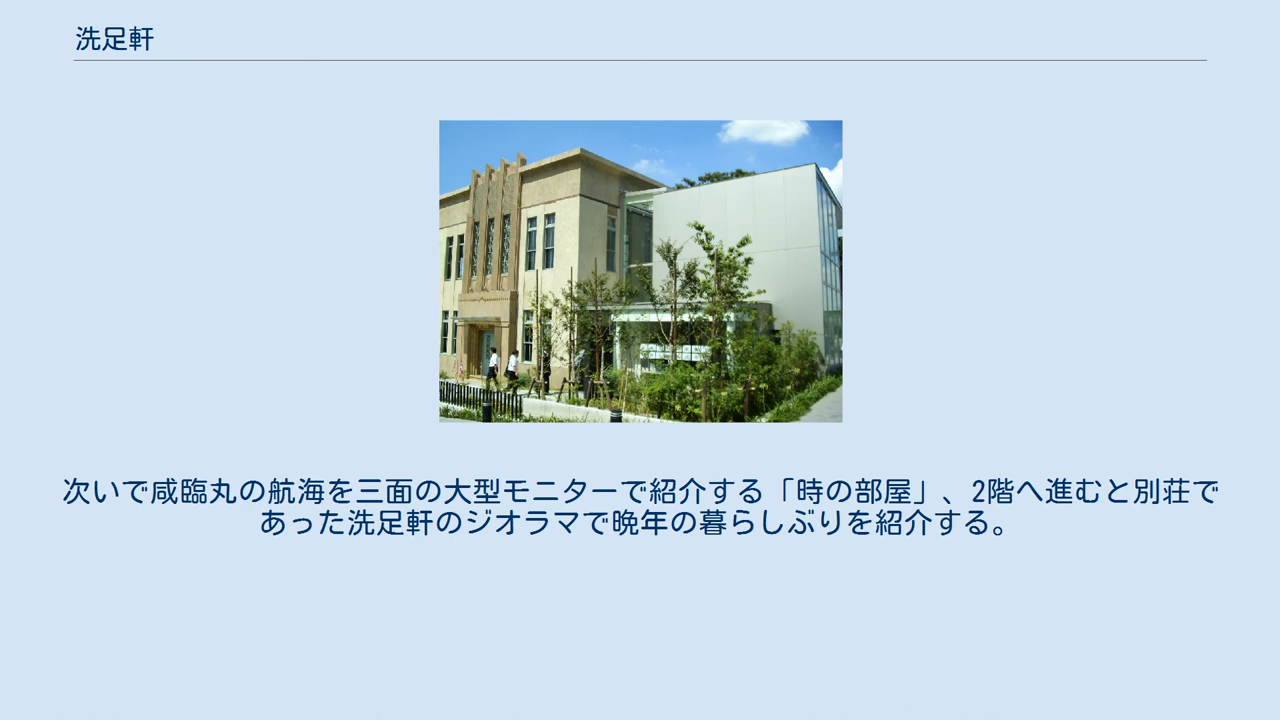 洗足軒
次いで咸臨丸の航海を三面の大型モニターで紹介する「時の部屋」、2階へ進むと別荘で
あった洗足軒のジオラマで晩年の暮らしぶりを紹介する。